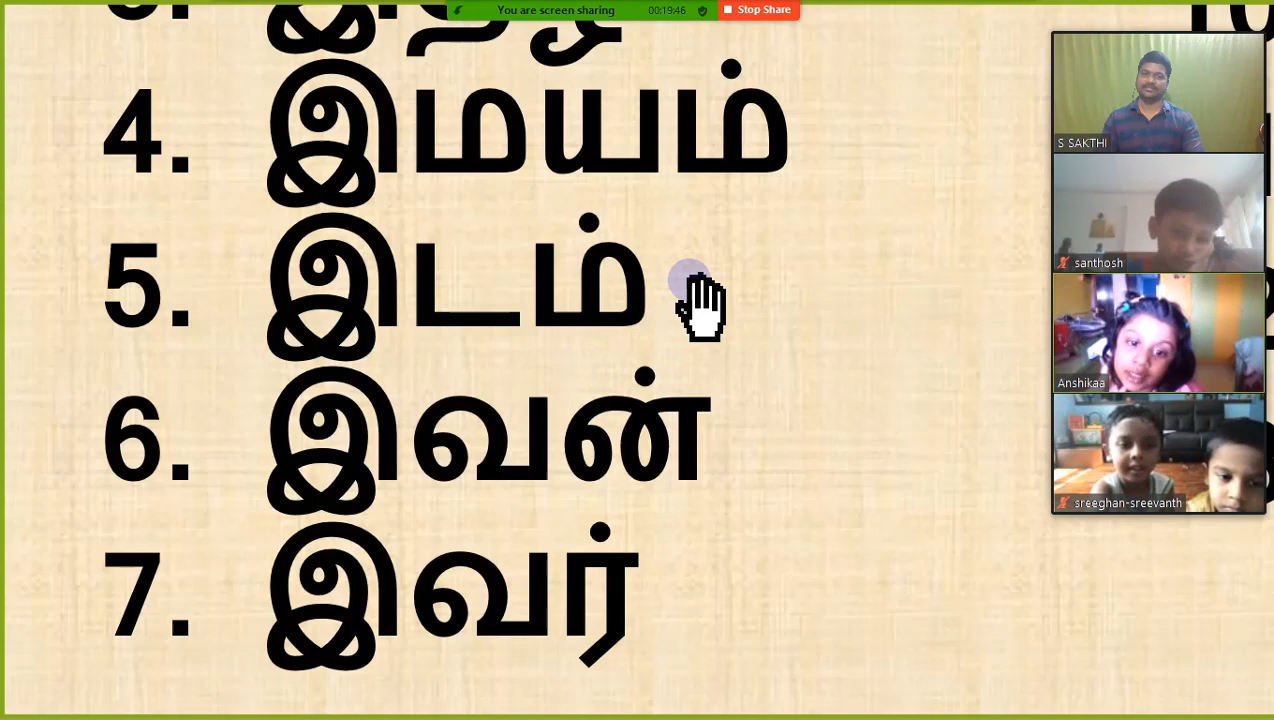 You are screen sharing 00:19:46 Stop Share
4. இமயம்
5. இடம்
6. இவன்
7. இவர்
S SAKTHI
santhosh
Anshikaa
sreeghan-sreevanth